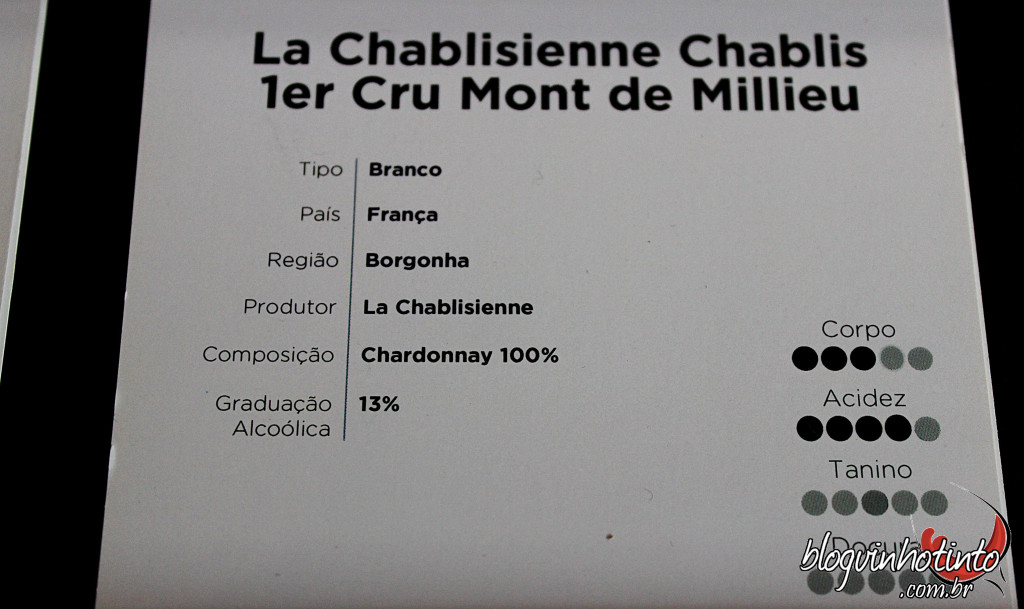 La Chablisienne Chablis
1er Cru Mont de Millieu
Tipo Branco
País França
Região Borgonha
Produtor La Chablisienne
Composição Chardonnay 100%
Graduação 13%
Alcoólica
Corpo
Acidez
Tanino
Doçura
blogvinhotinto
.com.br